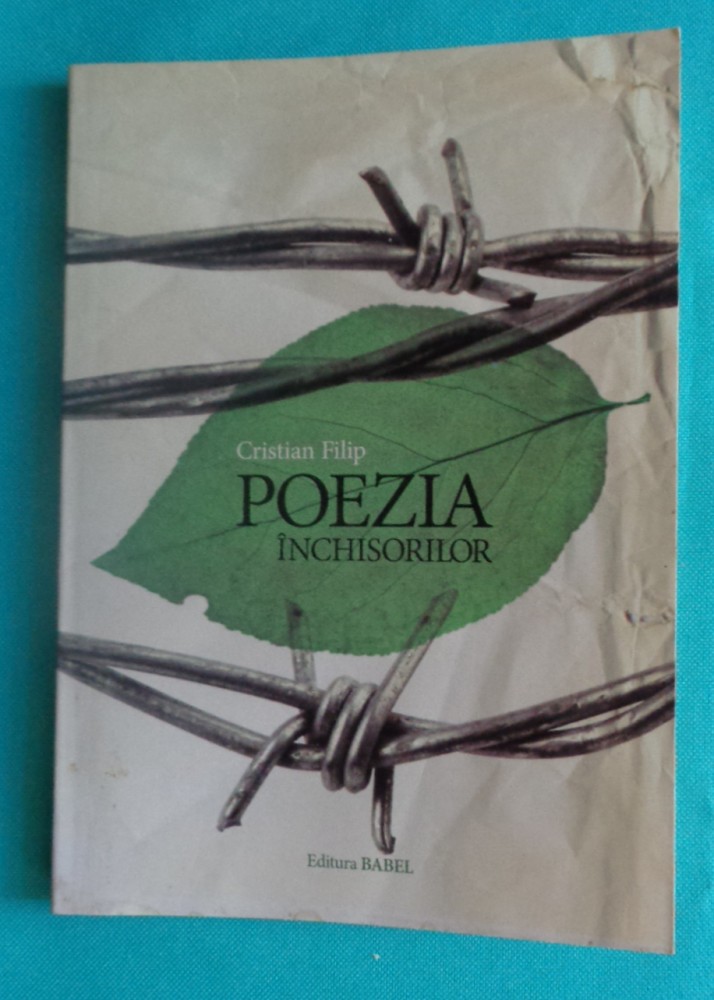 Cristian Filip
POEZIA
ÎNCHISORILOR
Editura BABEL